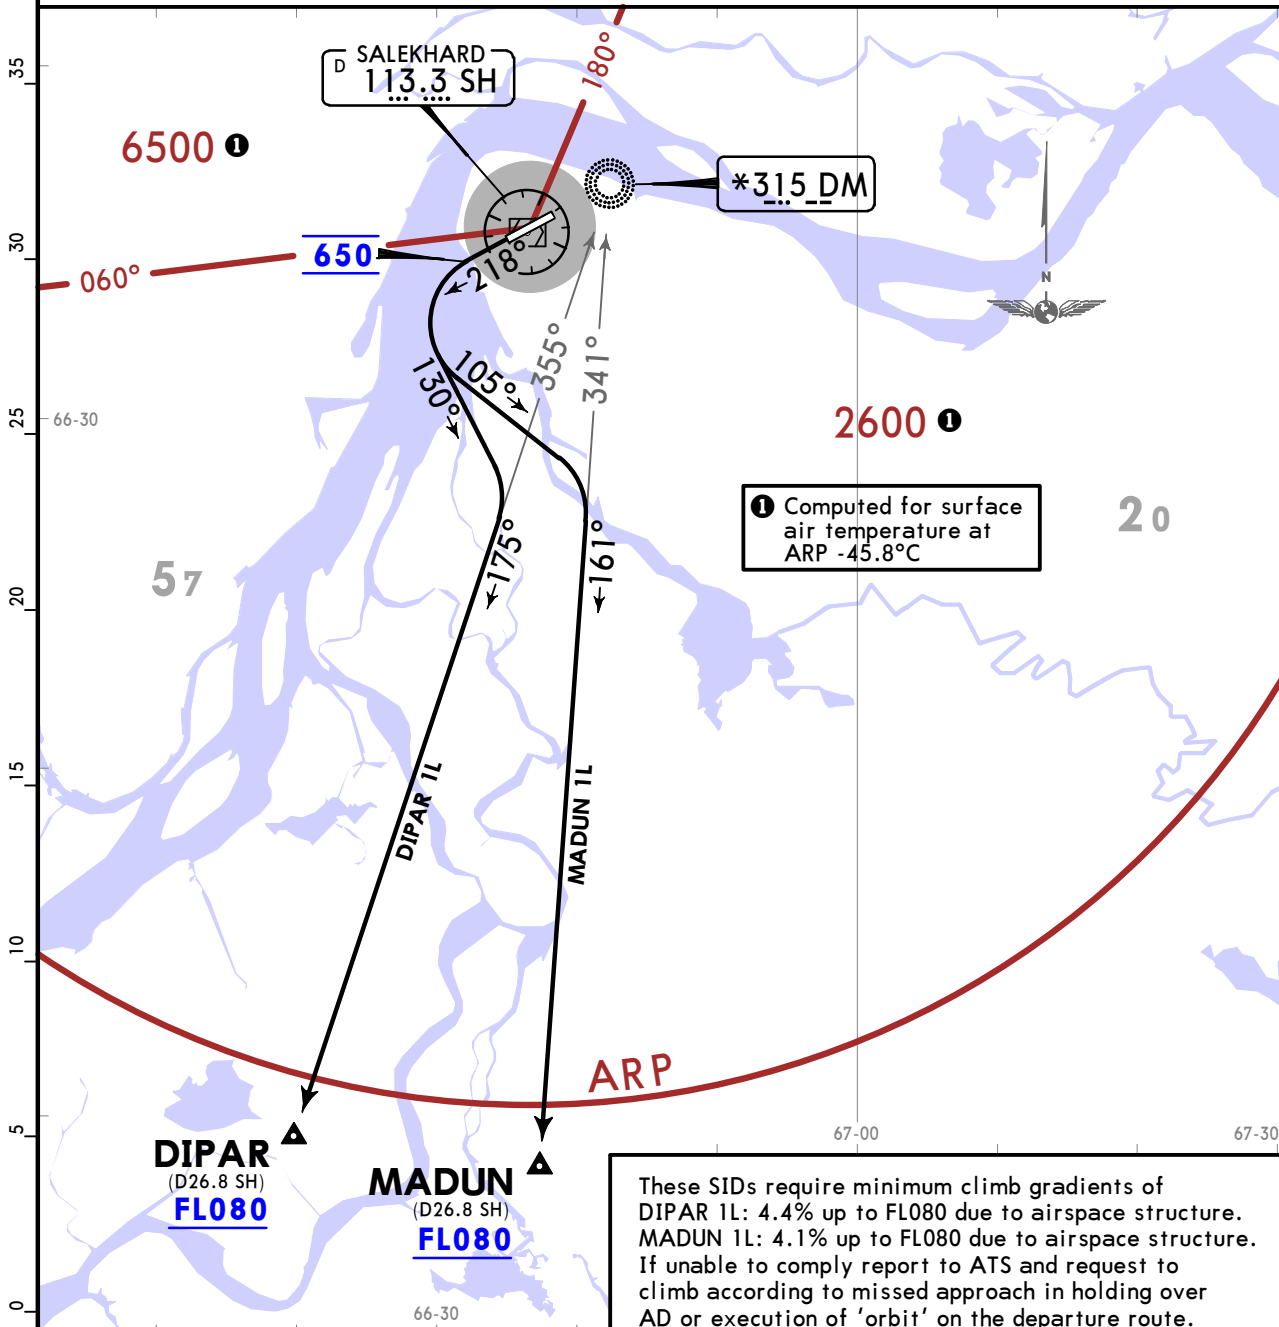 35
SALEKHARD
D 113.3 SH
180°
6500 ❶
*315 DM
30
650
060°
218°
N
355°
341°
105°
130°
25
66-30
2600 ❶
❶ Computed for surface
air temperature at
ARP -45.8°C
20
57
175°
161°
20
15
DIPAR 1L
MADUN 1L
10
ARP
5
67-00
67-30
DIPAR
(D26.8 SH)
FL080
MADUN
(D26.8 SH)
FL080
These SIDs require minimum climb gradients of
DIPAR 1L: 4.4% up to FL080 due to airspace structure.
MADUN 1L: 4.1% up to FL080 due to airspace structure.
If unable to comply report to ATS and request to
climb according to missed approach in holding over
AD or execution of 'orbit' on the departure route.
0
66-30